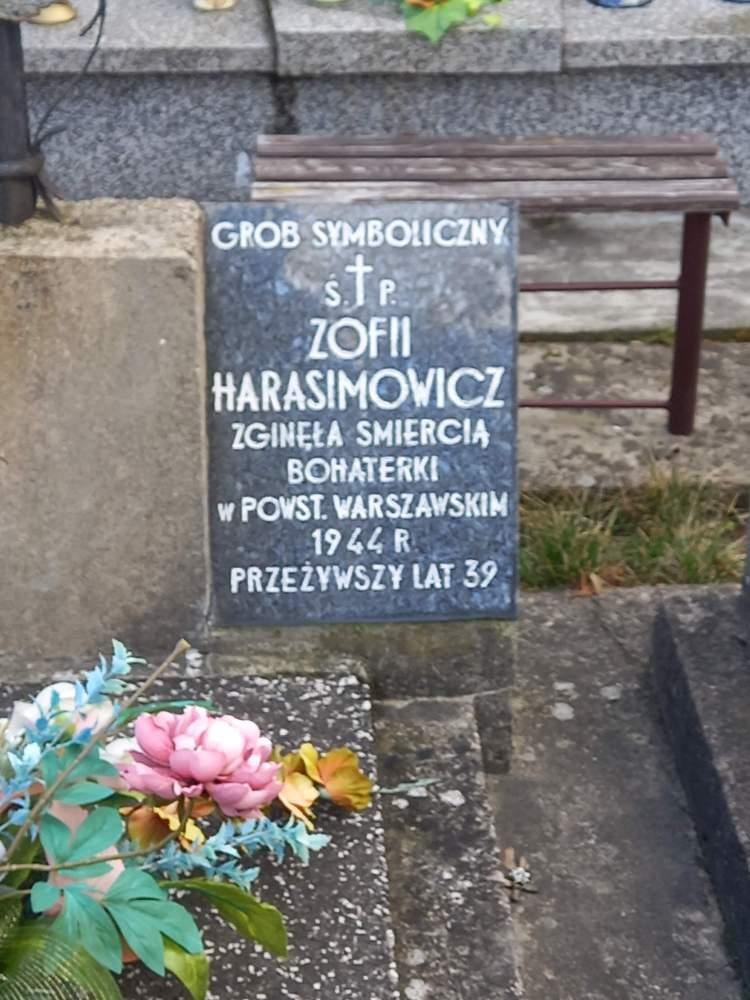 GROB SYMBOLICZNY
Ś.†P.
ZOFII
HARASIMOWICZ
ZGINĘŁA SMIERCIĄ
BOHATERKI
w POWST. WARSZAWSKIM
1944 R
PRZEŻYWSZY LAT 39